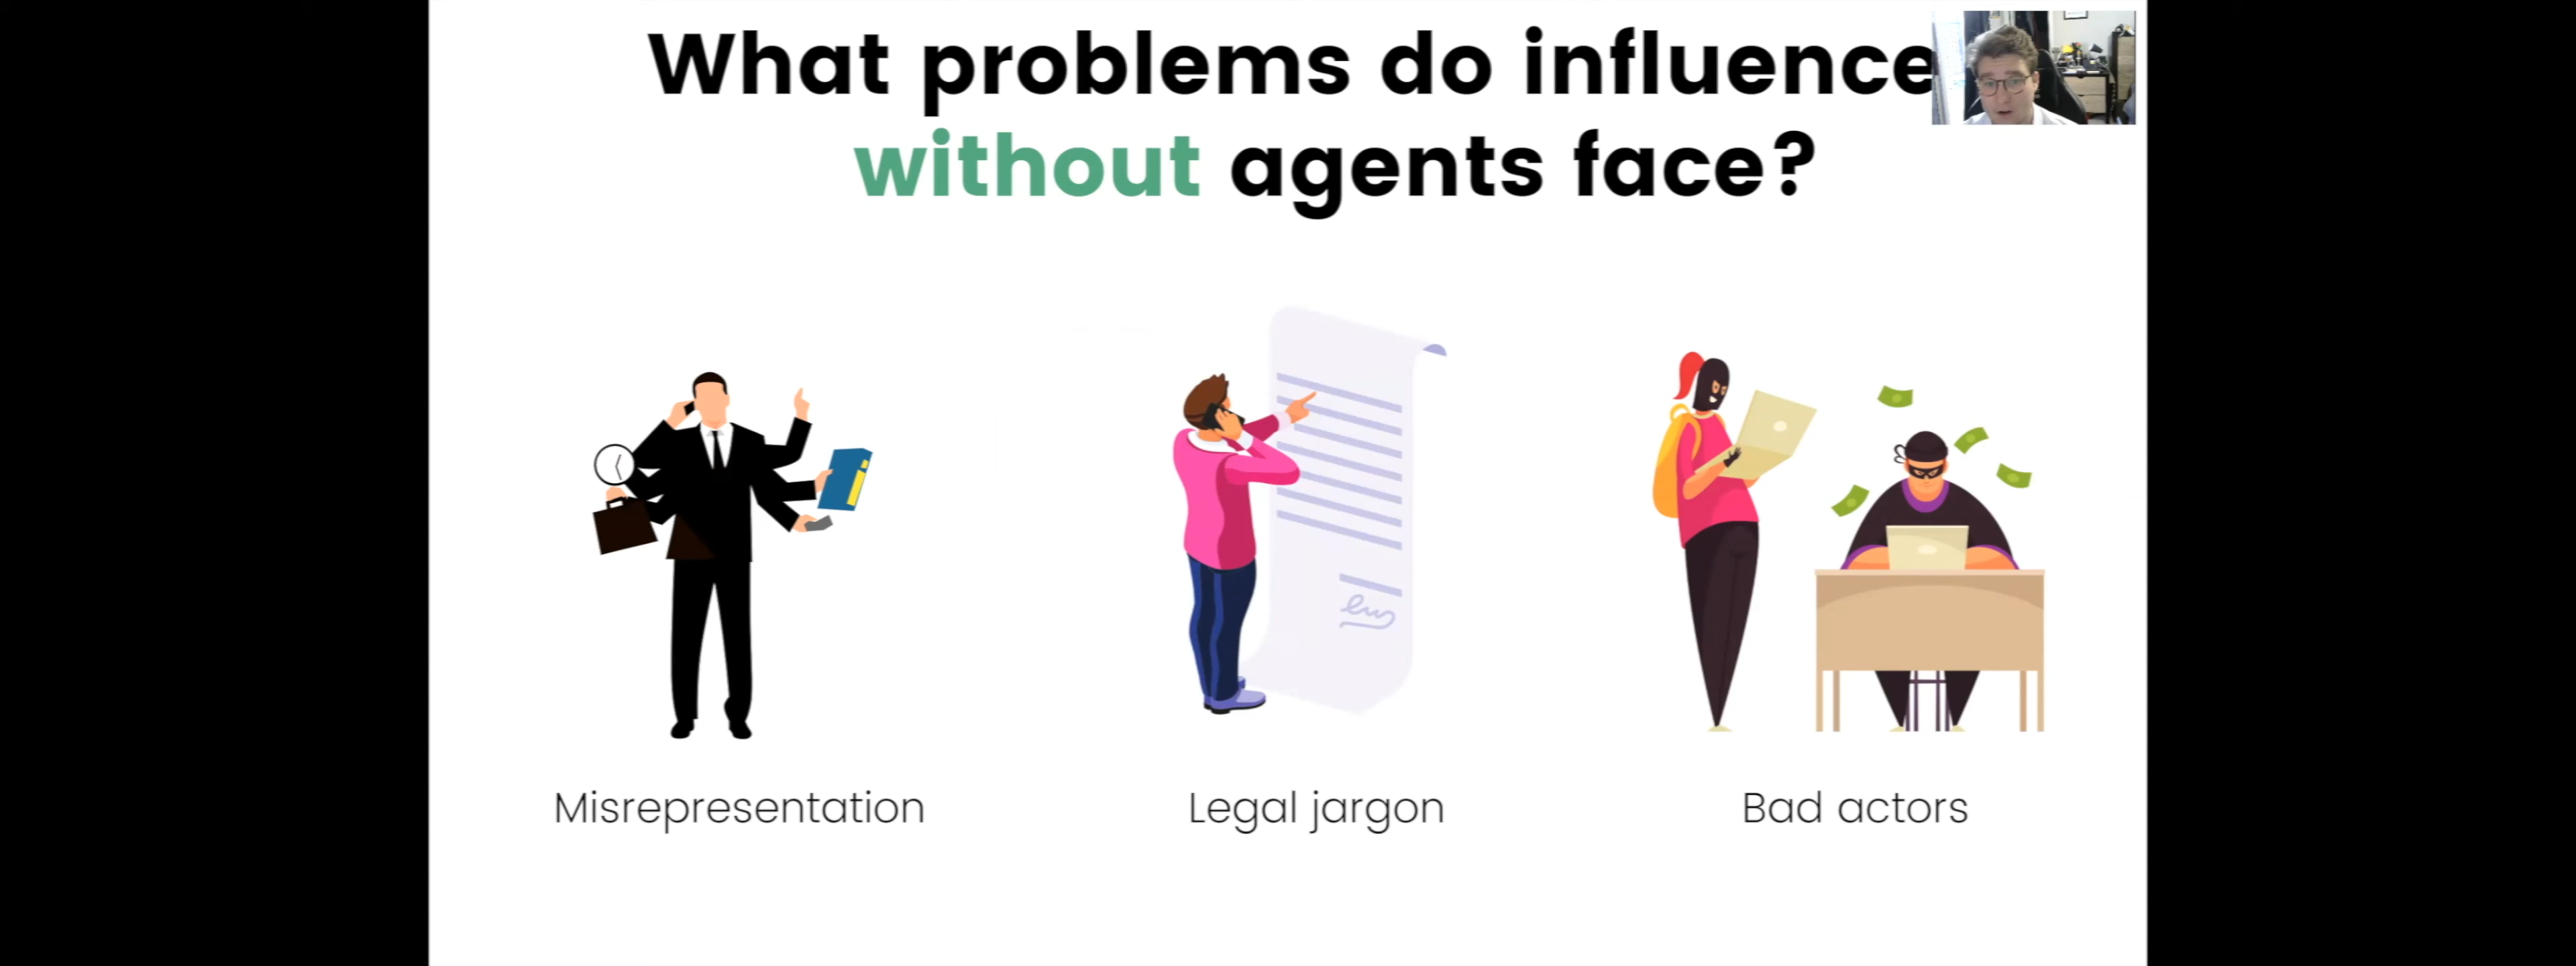 What problems do influence
without agents face?
Misrepresentation
Legal jargon
Bad actors